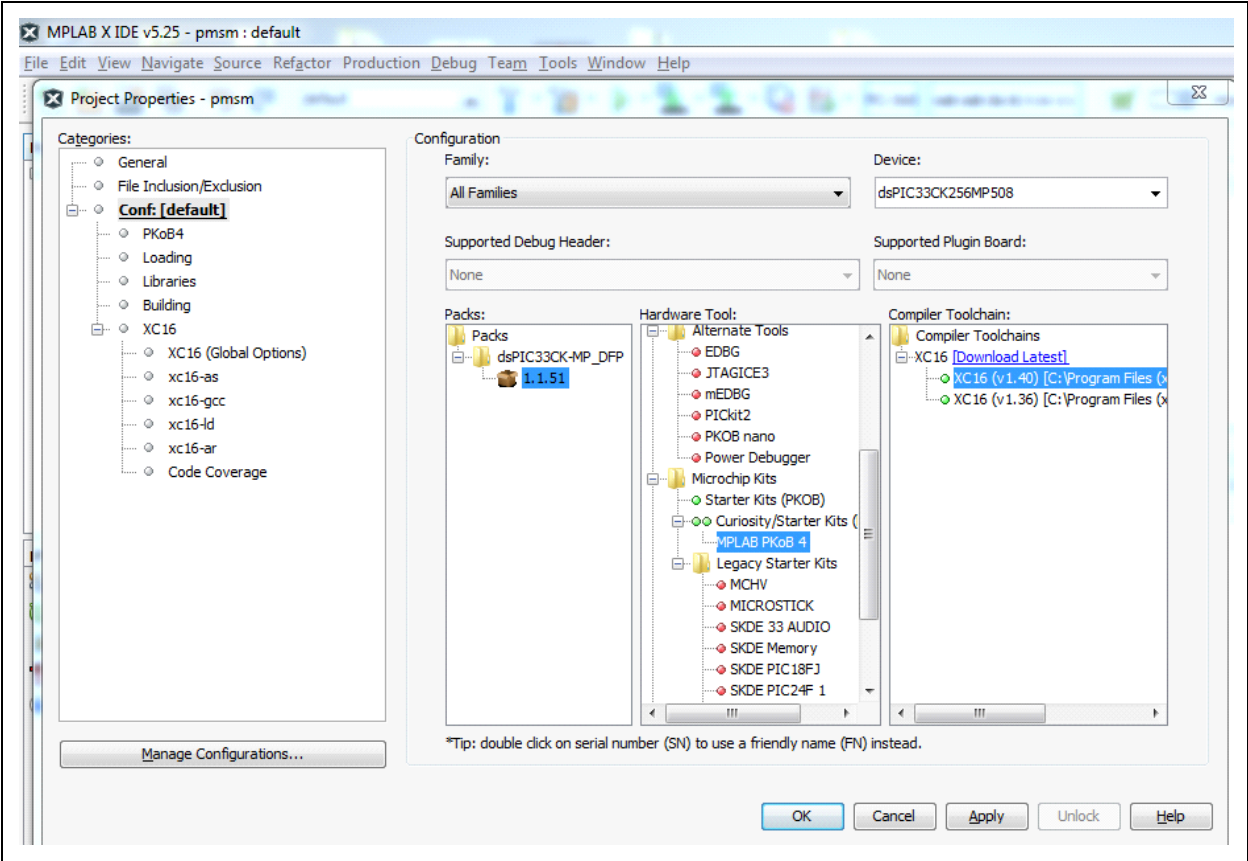 MPLAB X IDE v5.25 - pmsm : default
File Edit View Navigate Source Refactor Production Debug Team Tools Window Help
Project Properties - pmsm
Categories:
General
File Inclusion/Exclusion
Conf: [default]
PKoB4
Loading
Libraries
Building
XC16
XC16 (Global Options)
xc16-as
xc16-gcc
xc16-ld
xc16-ar
Code Coverage
Manage Configurations...
Configuration
Family:
Device:
All Families
dsPIC33CK256MP508
Supported Debug Header:
Supported Plugin Board:
None
None
Packs:
Packs
dsPIC33CK-MP_DFP
1.1.51
Hardware Tool:
Alternate Tools
EDBG
JTAGICE3
mEDBG
PICkit2
PKOB nano
Power Debugger
Microchip Kits
Starter Kits (PKOB)
Curiosity/Starter Kits (
MPLAB PKoB 4
Legacy Starter Kits
MCHV
MICROSTICK
SKDE 33 AUDIO
SKDE Memory
SKDE PIC18FJ
SKDE PIC24F 1
Compiler Toolchain:
Compiler Toolchains
XC16 [Download Latest]
XC16 (v1.40) [C:\Program Files (x
XC16 (v1.36) [C:\Program Files (x
*Tip: double click on serial number (SN) to use a friendly name (FN) instead.
OK Cancel Apply Unlock Help